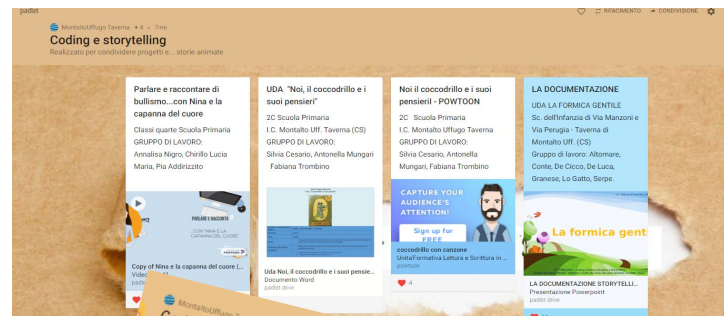 padlet
RIFACIMENTO
CONDIVISIONE
MontaltoUffugo Taverna + 4 • 7me
Coding e storytelling
Realizzato per condividere progetti e... storie animate
Parlare e raccontare di
bullismo...con Nina e la
capanna del cuore
Classi quarte Scuola Primaria
GRUPPO DI LAVORO:
Annalisa Nigro, Chirillo Lucia
Maria, Pia Addirizzito
PARLARE E RACCONTE
...CON "NINA E LA
CAPANNA DEL CUORE"
Copy of Nina e la capanna del cuore (...
padle
UDA "Noi, il coccodrillo e i
suoi pensieri"
2C Scuola Primaria
I.C. Montalto Uff. Taverna (CS)
GRUPPO DI LAVORO:
Silvia Cesario, Antonella Mungari
Fabiana Trombino
Uda Noi, il coccodrillo e i suoi pensie...
Documento Word
padlet drive
Noi il coccodrillo e i suoi
pensieriI - POWTOON
2C Scuola Primaria
I.C. Montalto Uffugo Taverna
GRUPPO DI LAVORO:
Silvia Cesario, Antonella
Mungari, Fabiana Trombino
CAPTURE YOUR
AUDIENCE'S
ATTENTION!
Sign up for
FREE
coccodrillo con canzone
UnitaFormativa Lettura e Scrittura in ...
powtoon
4
LA DOCUMENTAZIONE
UDA LA FORMICA GENTILE
Sc. dell'Infanzia di Via Manzoni e
Via Perugia - Taverna di
Montalto Uff. (CS)
Gruppo di lavoro: Altomare,
Conte, De Cicco, De Luca,
Granese, Lo Gatto, Serpe.
La formica genti
LA DOCUMENTAZIONE STORYTELLI...
Presentazione Powerpoint
padlet drive
MontaltoUffugo T